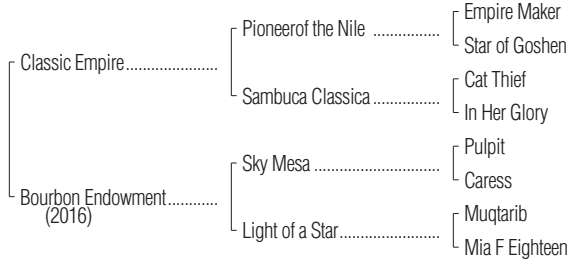 Empire Maker
Pioneerof the Nile ................
Star of Goshen
Classic Empire......................
Cat Thief
Sambuca Classica................
In Her Glory
Pulpit
Sky Mesa ..............................
Caress
Bourbon Endowment............
(2016)
Muqtarib
Light of a Star........................
Mia F Eighteen